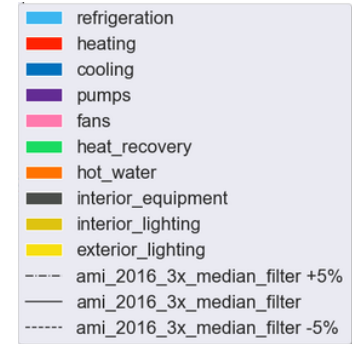 refrigeration
heating
cooling
pumps
fans
heat_recovery
hot_water
interior_equipment
interior_lighting
exterior_lighting
ami_2016_3x_median_filter +5%
ami_2016_3x_median_filter
ami_2016_3x_median_filter -5%